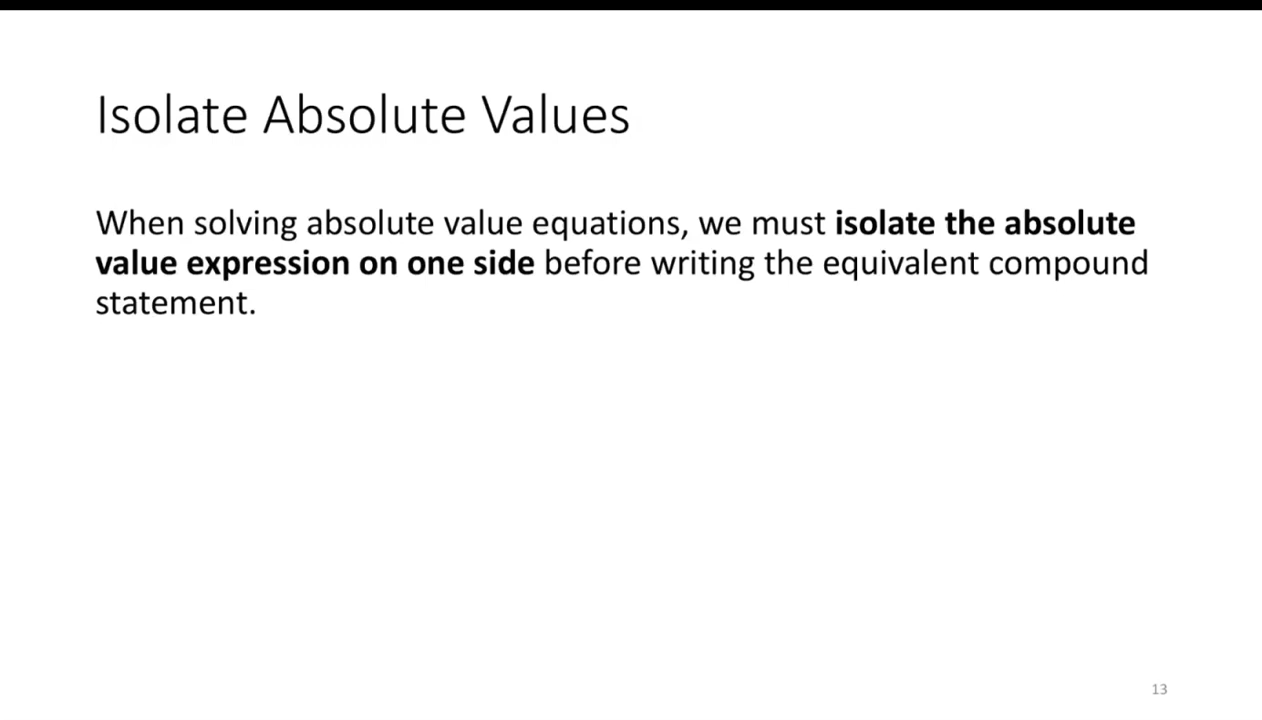 Isolate Absolute Values
When solving absolute value equations, we must isolate the absolute
value expression on one side before writing the equivalent compound
statement.
13